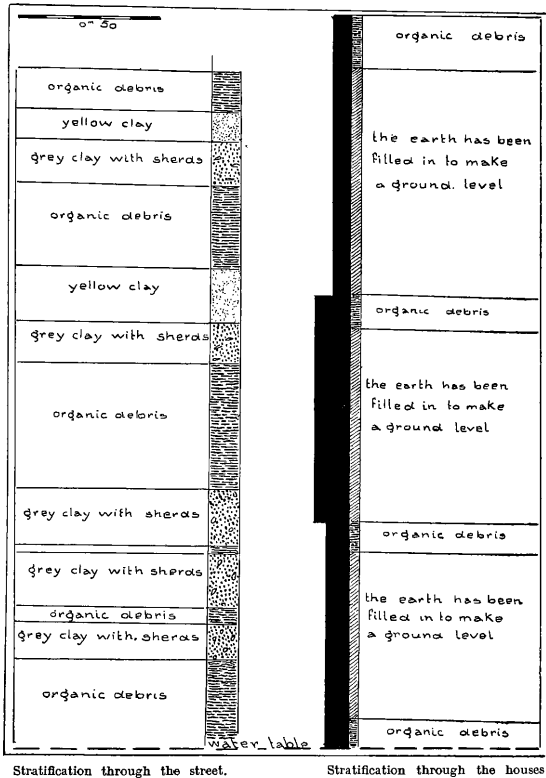 0ᵐ 50
organic debris
yellow clay
grey clay with sherds
organic debris
yellow clay
grey clay with sherds
organic debris
grey clay with sherds
grey clay with sherds
organic debris
grey clay with. sherds
organic debris
organic debris
the earth has been
filled in to make
a ground. level
organic debris
the earth has been
filled in to make
a ground level
organic debris
the earth has been
filled in to make
a ground level
organic debris
water table
Stratification through the street.
Stratification through the houses